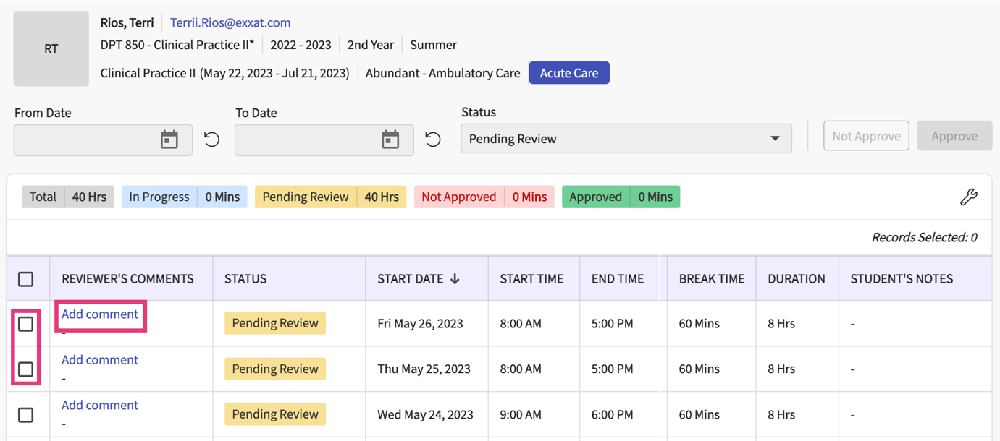 RT
Rios, Terri Terrii.Rios@exxat.com
DPT 850 - Clinical Practice II* 2022 - 2023 2nd Year Summer
Clinical Practice II (May 22, 2023 - Jul 21, 2023) Abundant - Ambulatory Care Acute Care
From Date To Date Status
Pending Review Not Approve Approve
Total 40 Hrs In Progress 0 Mins Pending Review 40 Hrs Not Approved 0 Mins Approved 0 Mins
Records Selected: 0
REVIEWER'S COMMENTS STATUS START DATE START TIME END TIME BREAK TIME DURATION STUDENT'S NOTES
Add comment
- Pending Review Fri May 26, 2023 8:00 AM 5:00 PM 60 Mins 8 Hrs -
Add comment
- Pending Review Thu May 25, 2023 8:00 AM 5:00 PM 60 Mins 8 Hrs -
Add comment
- Pending Review Wed May 24, 2023 9:00 AM 6:00 PM 60 Mins 8 Hrs -